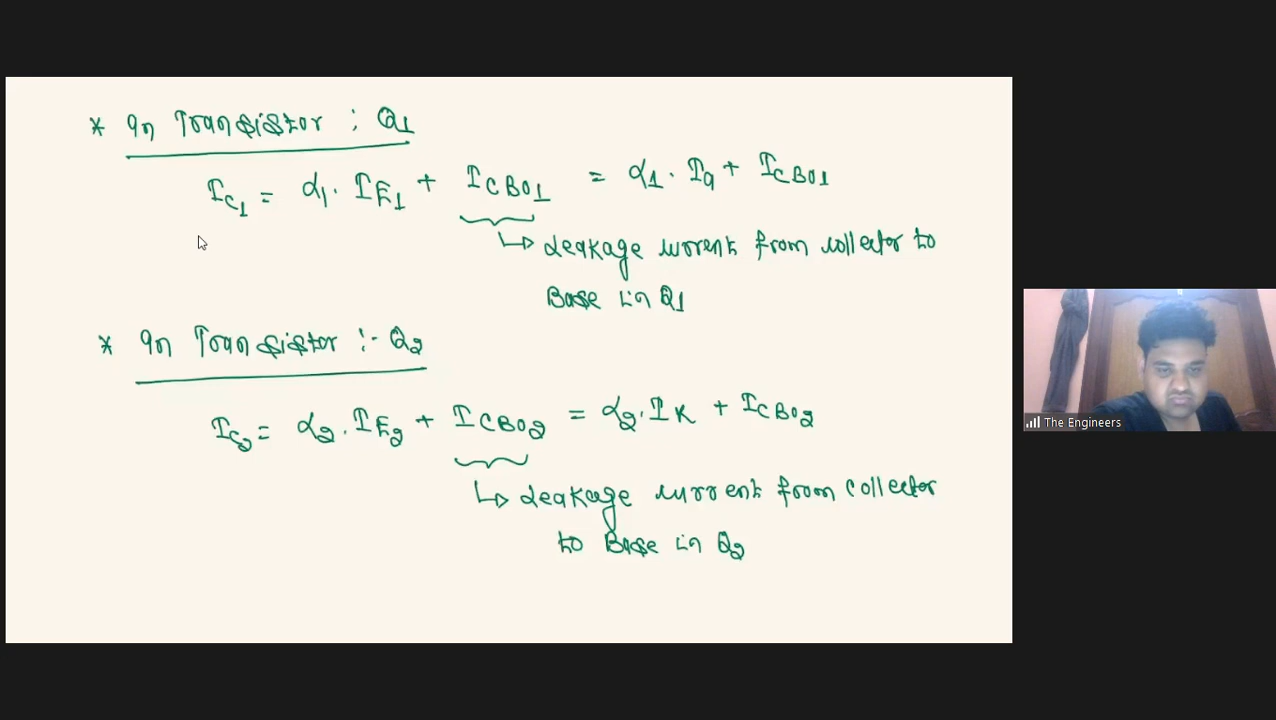 * In Transistor : Q1
IC1 = α1. IE1 + ICBO1 = α1. Ia + ICBO1
↳ Leakage current from collector to
Base in Q1
* In Transistor :- Q2
IC2 = α2. IE2 + ICBO2 = α2. IK + ICBO2
↳ Leakage current from collector
to Base in Q2
The Engineers